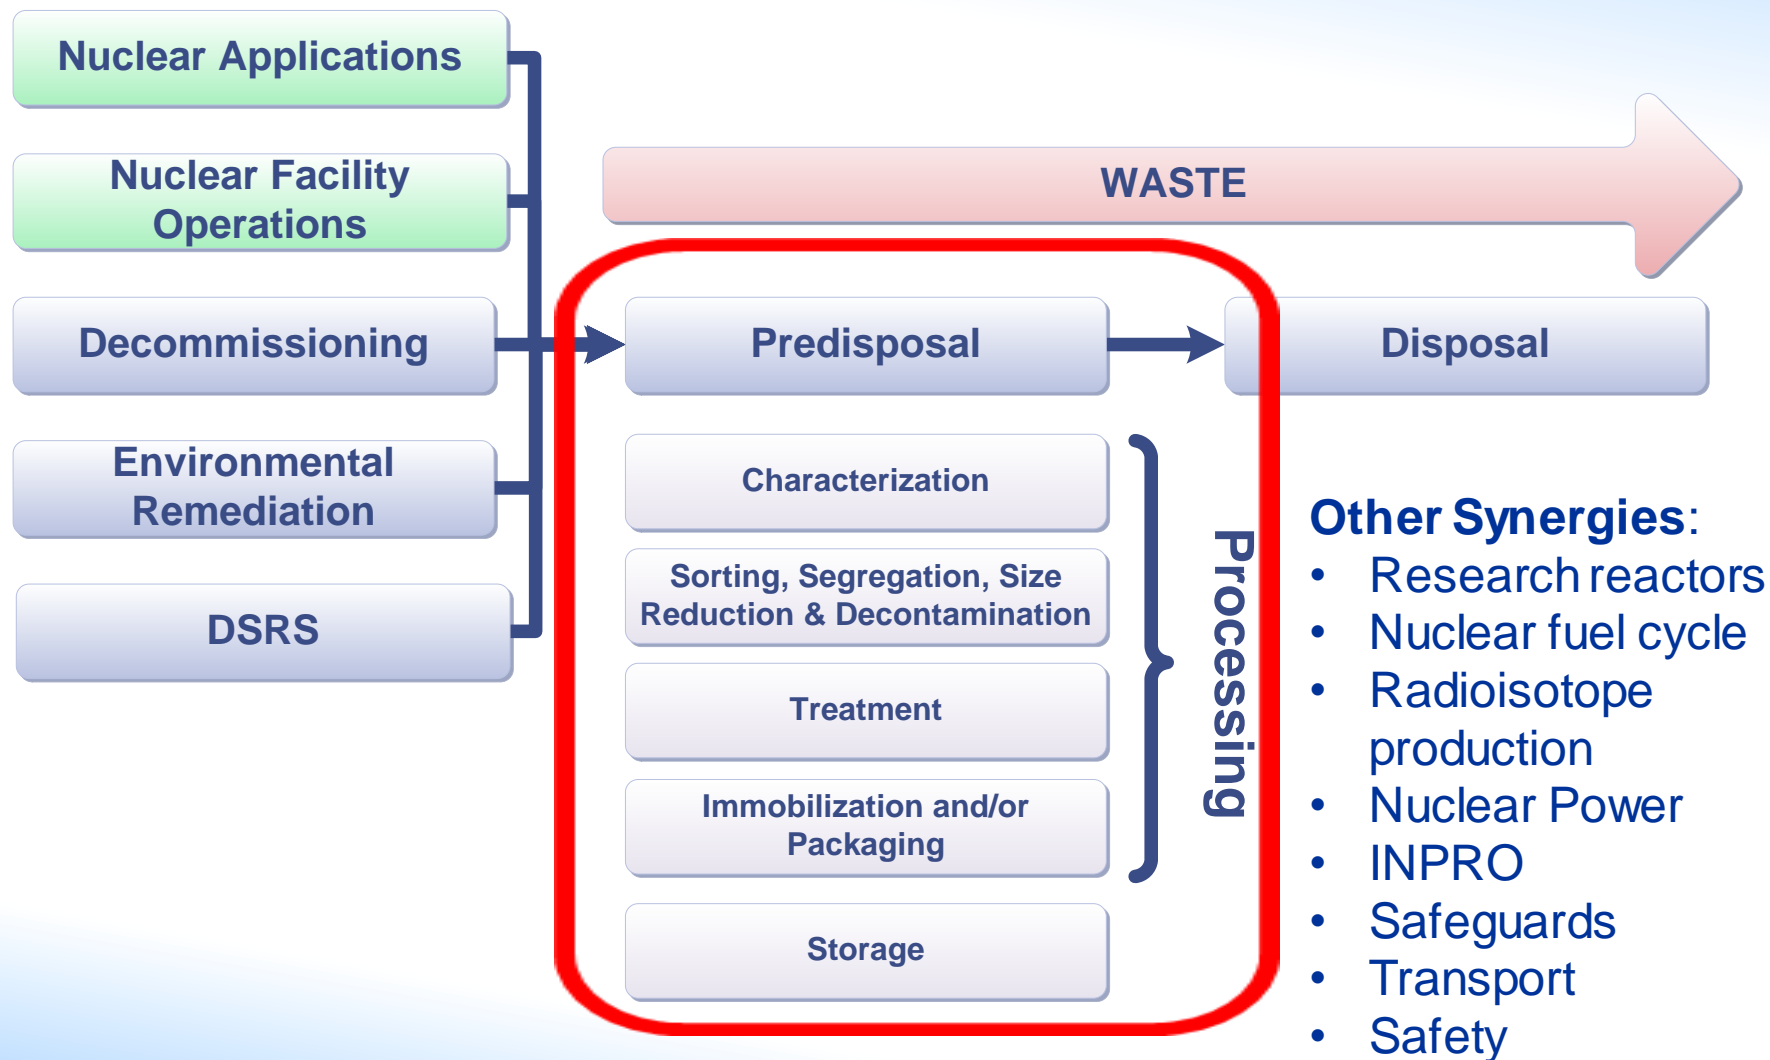 Nuclear Applications
Nuclear Facility
Operations
Decommissioning
Environmental
Remediation
DSRS
WASTE
Predisposal
Disposal
Characterization
Sorting, Segregation, Size
Reduction & Decontamination
Treatment
Immobilization and/or
Packaging
Storage
Processing
Other Synergies:
• Research reactors
• Nuclear fuel cycle
• Radioisotope
production
• Nuclear Power
• INPRO
• Safeguards
• Transport
• Safety